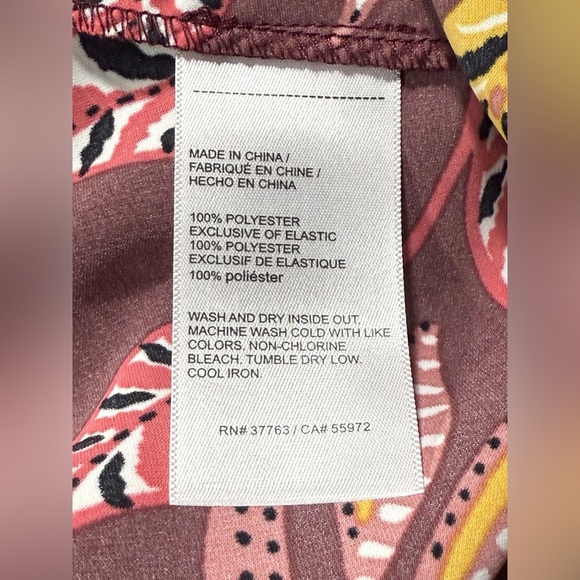 MADE IN CHINA /
FABRIQUÉ EN CHINE /
HECHO EN CHINA
100% POLYESTER
EXCLUSIVE OF ELASTIC
100% POLYESTER
EXCLUSIF DE ELASTIQUE
100% poliéster
WASH AND DRY INSIDE OUT.
MACHINE WASH COLD WITH LIKE
COLORS. NON-CHLORINE
BLEACH. TUMBLE DRY LOW.
COOL IRON.
RN# 37763 / CA# 55972